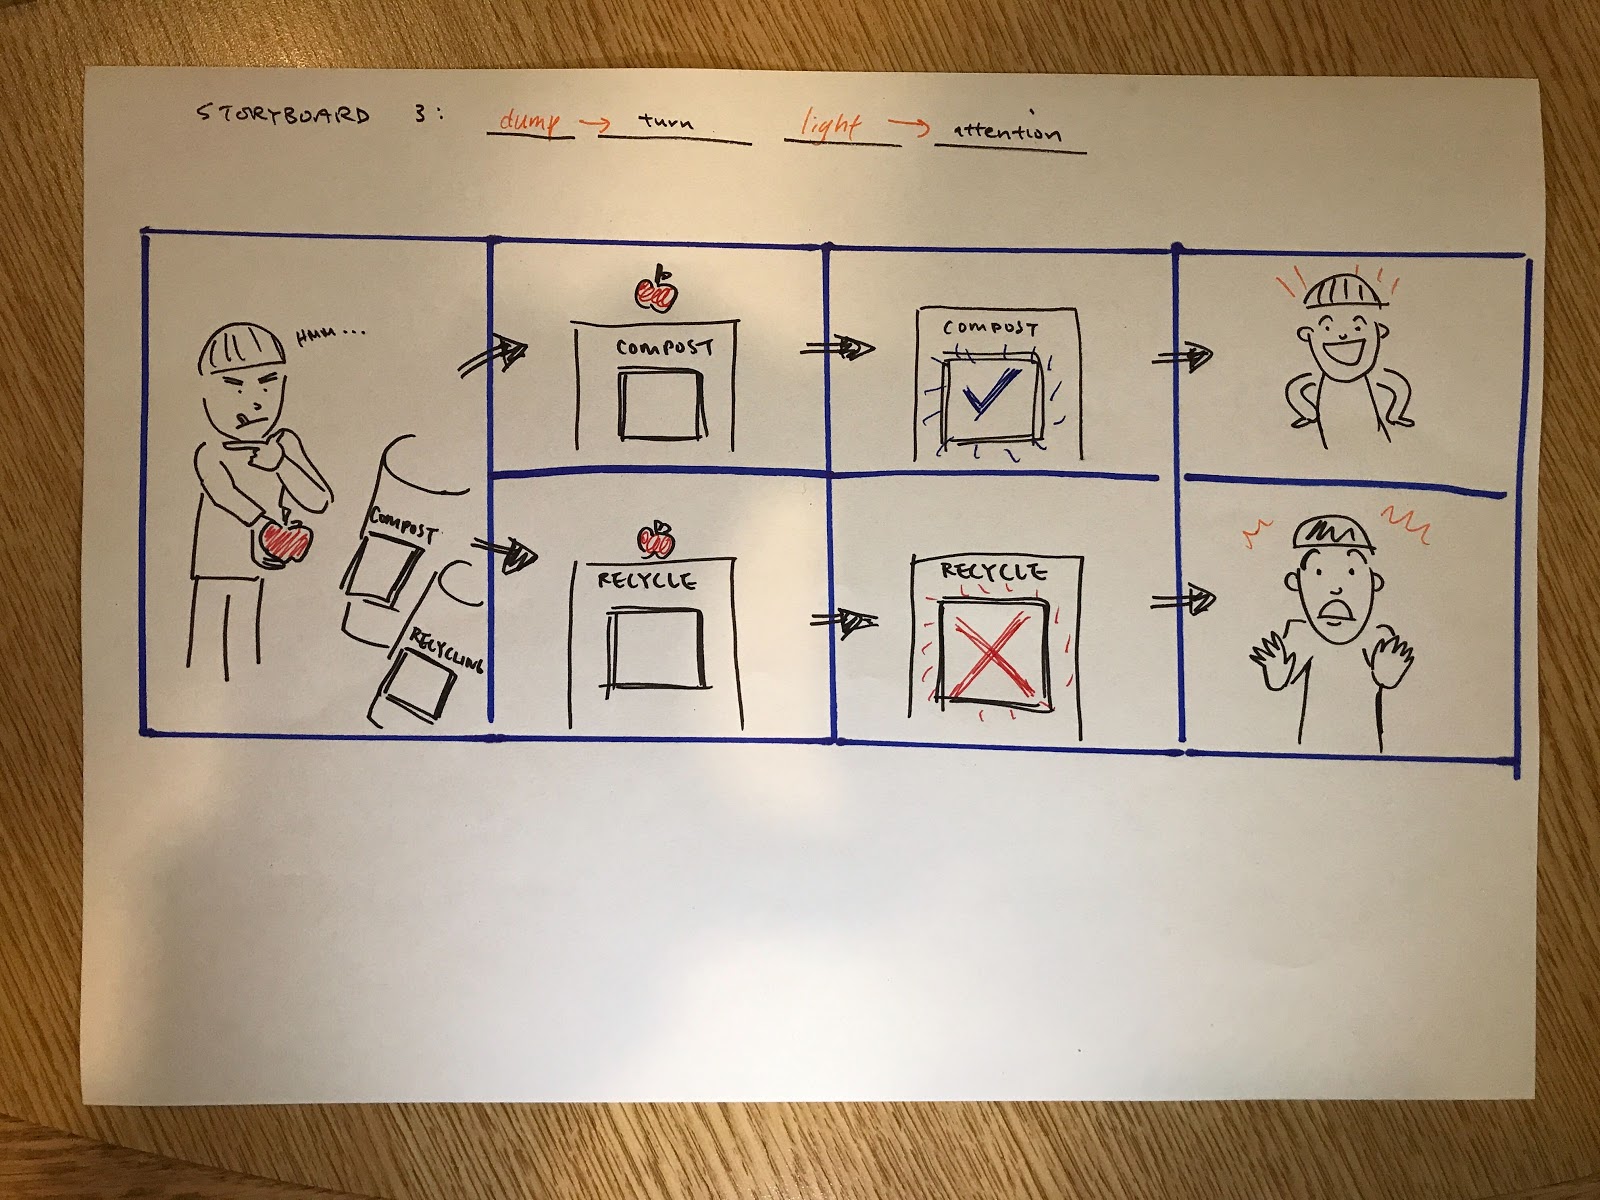 STORYBOARD 3: dump → turn light → attention
HMM...
COMPOST
RECYCLING
COMPOST
COMPOST
RECYCLE
RECYCLE